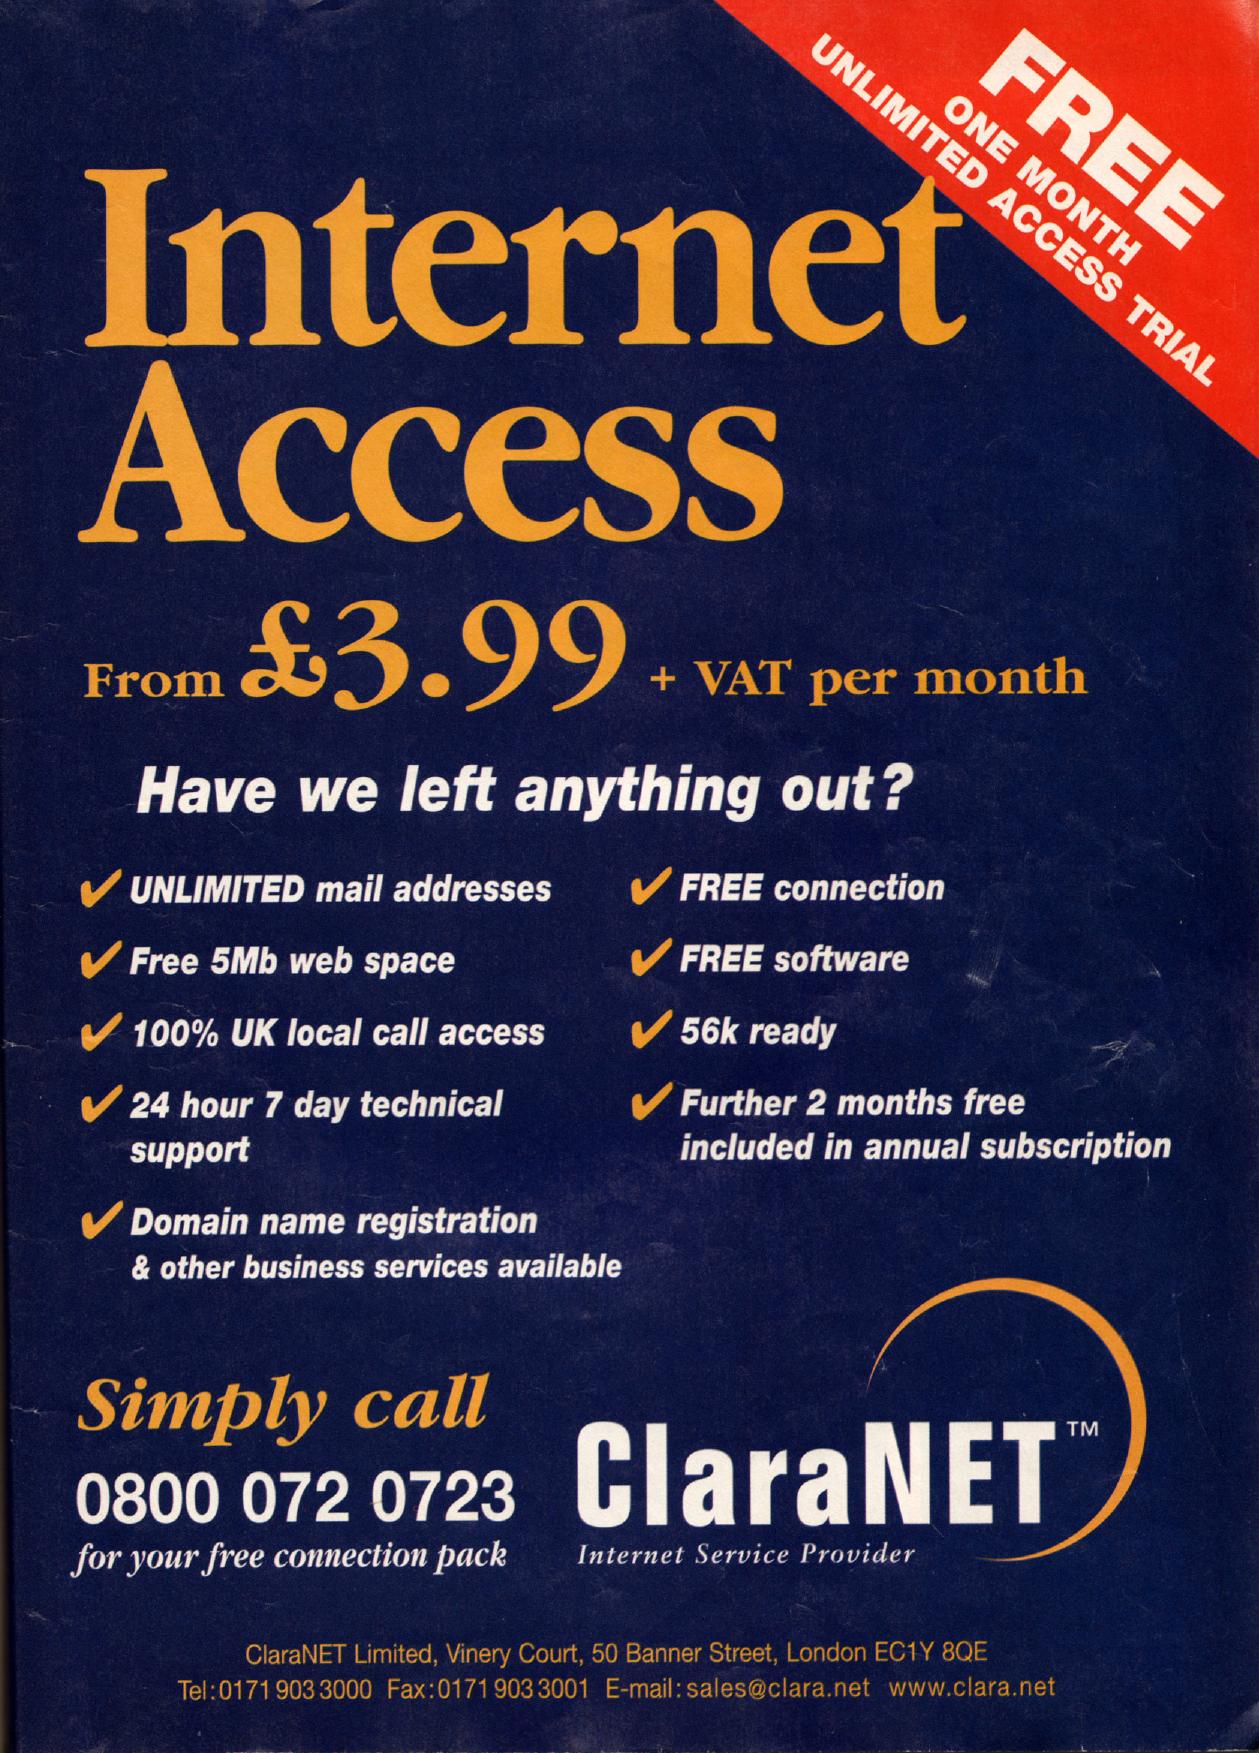 FREE
ONE MONTH
UNLIMITED ACCESS TRIAL
Internet
Access
From £3.99 + VAT per month
Have we left anything out?
✔ UNLIMITED mail addresses
✔ Free 5Mb web space
✔ 100% UK local call access
✔ 24 hour 7 day technical
support
✔ Domain name registration
& other business services available
✔ FREE connection
✔ FREE software
✔ 56k ready
✔ Further 2 months free
included in annual subscription
Simply call
0800 072 0723
for your free connection pack
ClaraNET™
Internet Service Provider
ClaraNET Limited, Vinery Court, 50 Banner Street, London EC1Y 8QE
Tel:0171 903 3000 Fax:0171 903 3001 E-mail:sales@clara.net www.clara.net